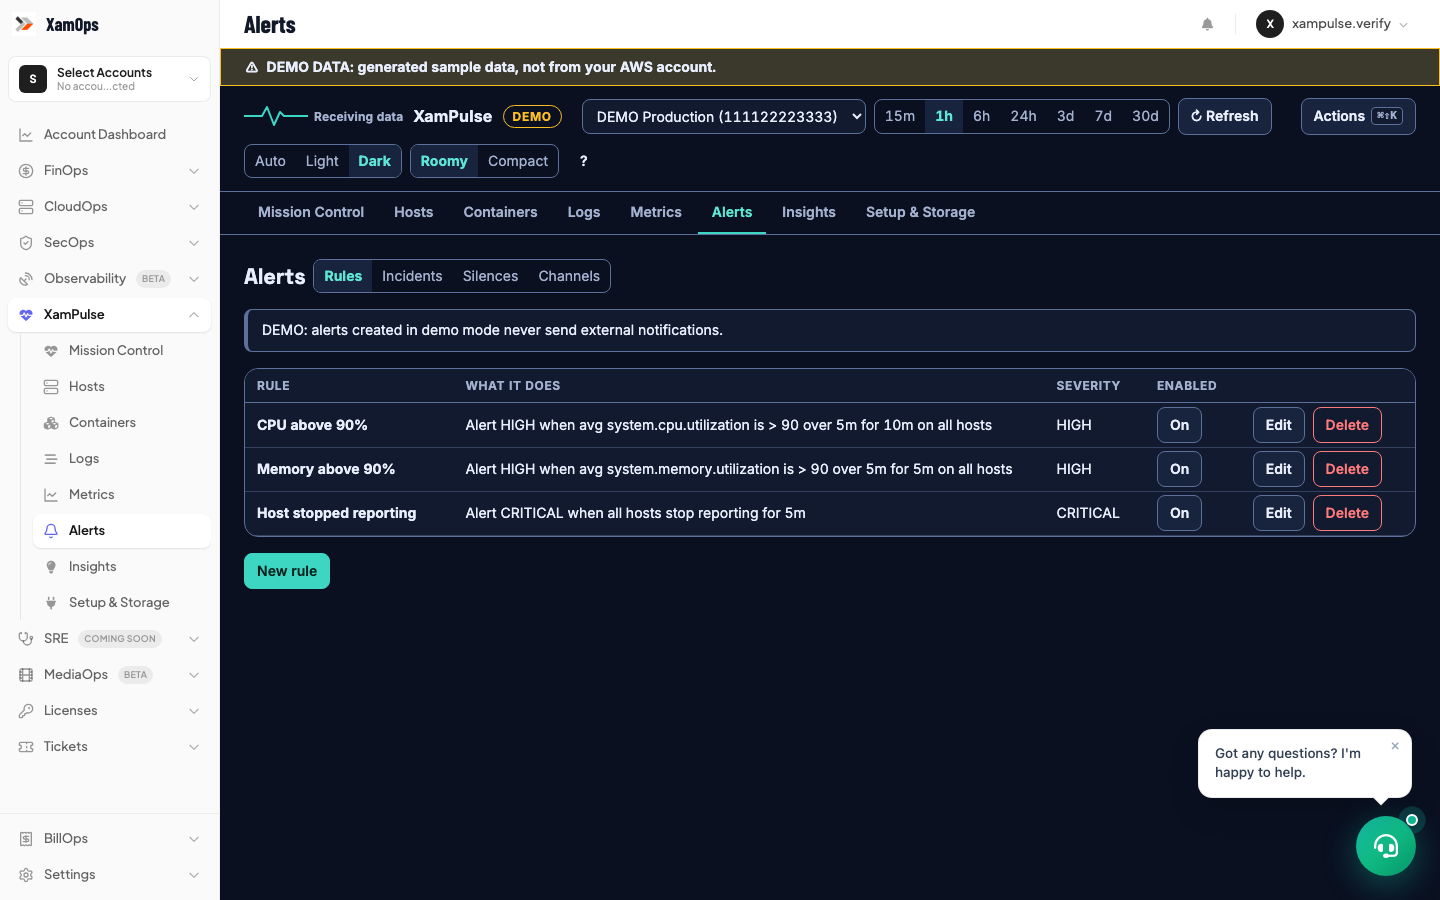 XamOps
Alerts
X xampulse.verify
S Select Accounts
No accou...cted
DEMO DATA: generated sample data, not from your AWS account.
Receiving data XamPulse DEMO DEMO Production (111122223333) 15m 1h 6h 24h 3d 7d 30d ↻ Refresh Actions ⌘⇧K
Auto Light Dark Roomy Compact ?
Mission Control Hosts Containers Logs Metrics Alerts Insights Setup & Storage
Account Dashboard
FinOps
CloudOps
SecOps
Observability BETA
XamPulse
Mission Control
Hosts
Containers
Logs
Metrics
Alerts
Insights
Setup & Storage
SRE COMING SOON
MediaOps BETA
Licenses
Tickets
BillOps
Settings
Alerts Rules Incidents Silences Channels
DEMO: alerts created in demo mode never send external notifications.
RULE WHAT IT DOES SEVERITY ENABLED
CPU above 90% Alert HIGH when avg system.cpu.utilization is > 90 over 5m for 10m on all hosts HIGH On Edit Delete
Memory above 90% Alert HIGH when avg system.memory.utilization is > 90 over 5m for 5m on all hosts HIGH On Edit Delete
Host stopped reporting Alert CRITICAL when all hosts stop reporting for 5m CRITICAL On Edit Delete
New rule
Got any questions? I'm
happy to help.